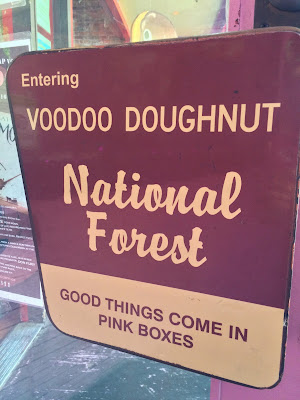 Entering
VOODOO DOUGHNUT
National
Forest
GOOD THINGS COME IN
PINK BOXES